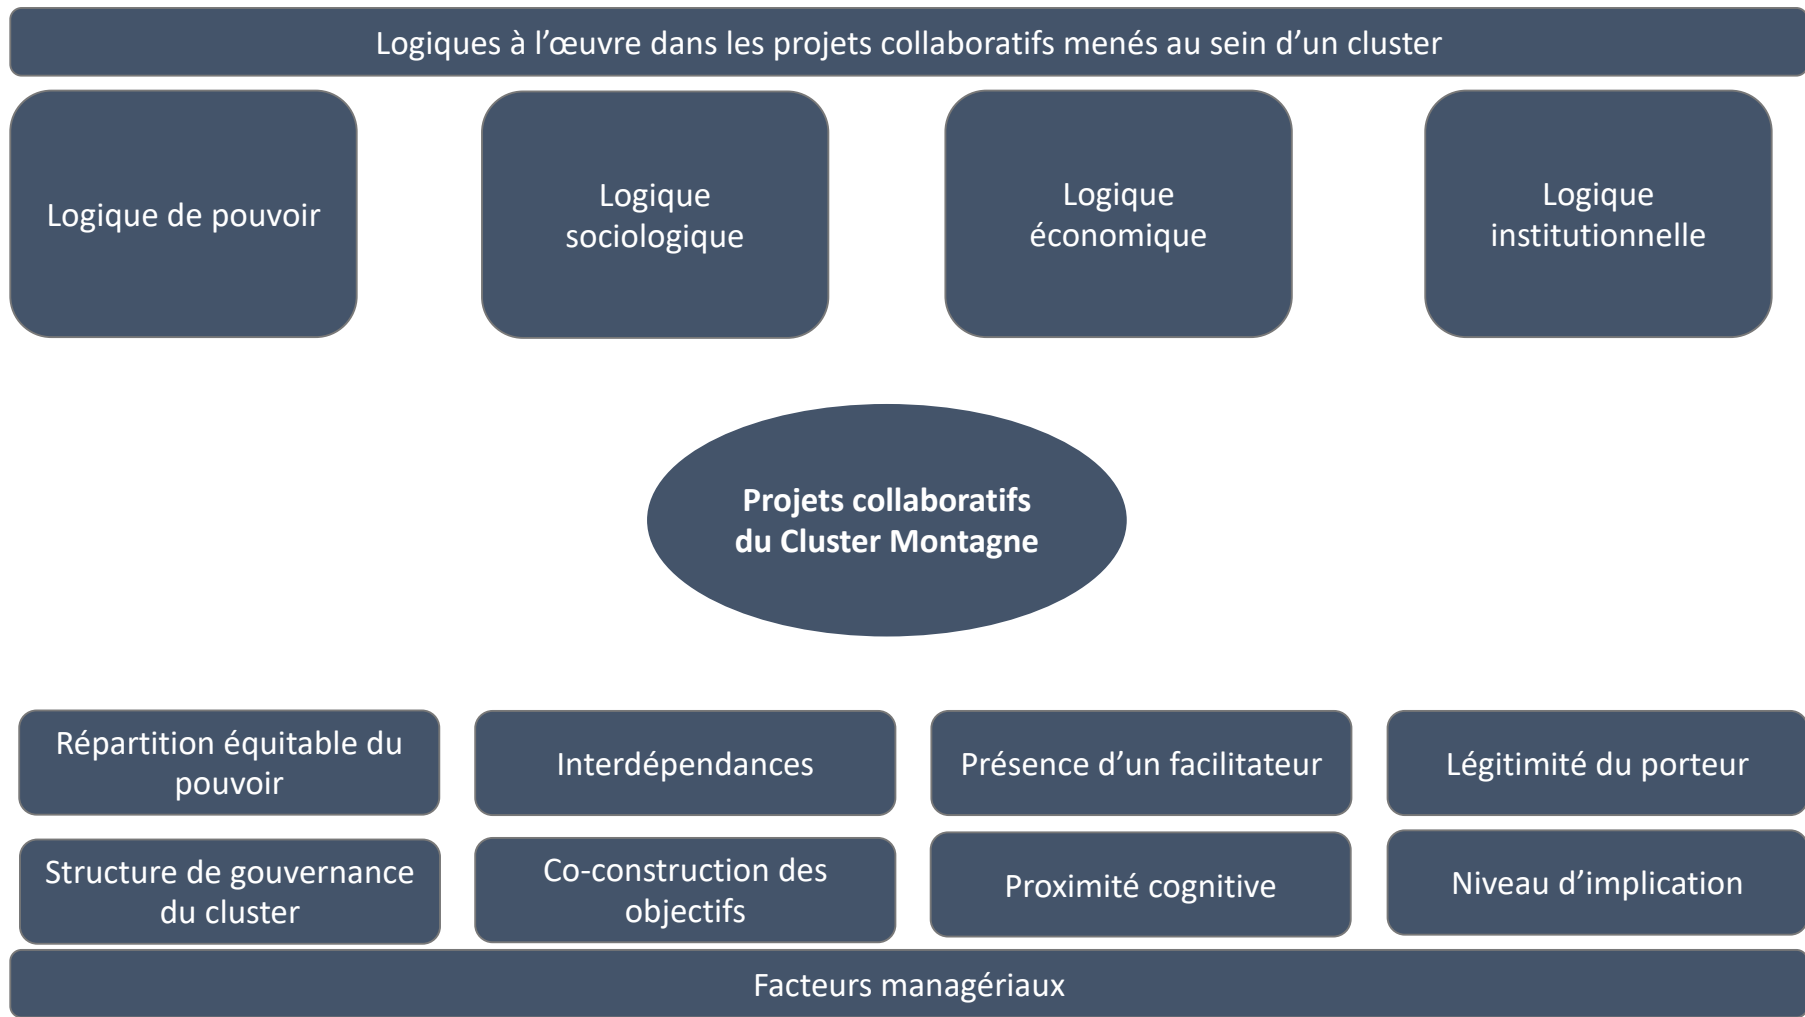 Logiques à l’œuvre dans les projets collaboratifs menés au sein d’un cluster
Logique de pouvoir
Logique
sociologique
Logique
économique
Logique
institutionnelle
Projets collaboratifs
du Cluster Montagne
Répartition équitable du
pouvoir
Interdépendances
Présence d’un facilitateur
Légitimité du porteur
Structure de gouvernance
du cluster
Co-construction des
objectifs
Proximité cognitive
Niveau d’implication
Facteurs managériaux